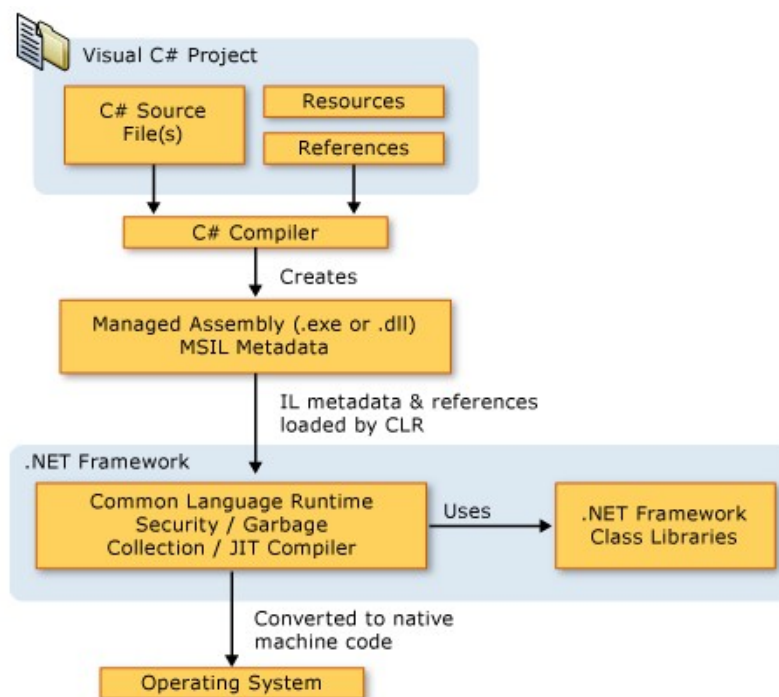 Visual C# Project
C# Source
File(s)
Resources
References
C# Compiler
Creates
Managed Assembly (.exe or .dll)
MSIL Metadata
IL metadata & references
loaded by CLR
.NET Framework
Common Language Runtime
Security / Garbage
Collection / JIT Compiler
Uses
.NET Framework
Class Libraries
Converted to native
machine code
Operating System